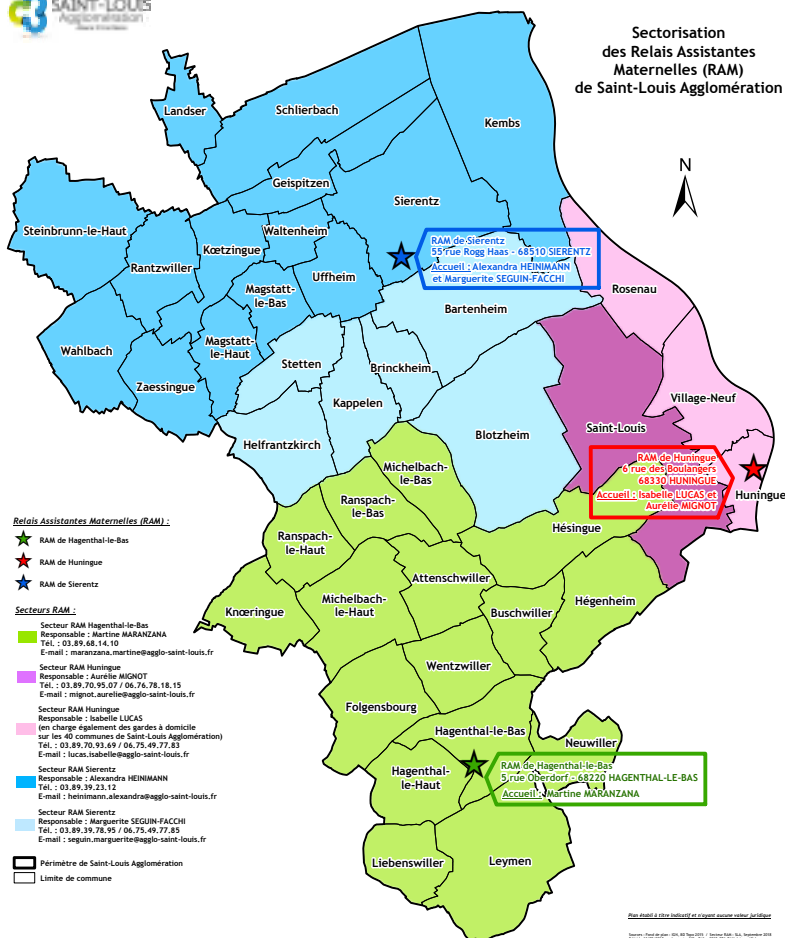 SAINT-LOUIS
Agglomération
Sectorisation
des Relais Assistantes
Maternelles (RAM)
de Saint-Louis Agglomération
N
Landser
Schlierbach
Kembs
Geispitzen
Sierentz
Steinbrunn-le-Haut
Rantzwiller
Kœtzingue
Waltenheim
Uffheim
RAM de Sierentz
55 rue Rogg Haas - 68510 SIERENTZ
Accueil : Alexandra HEINIMANN
et Marguerite SEGUIN-FACCHI
Rosenau
Magstatt-
le-Bas
Bartenheim
Wahlbach
Magstatt-
le-Haut
Zaessingue
Stetten
Brinckheim
Kappelen
Village-Neuf
Helfrantzkirch
Blotzheim
Saint-Louis
RAM de Huningue
6 rue des Boulangers
68330 HUNINGUE
Accueil : Isabelle LUCAS et
Aurélie MIGNOT
Huningue
Michelbach-
le-Bas
Ranspach-
le-Bas
Ranspach-
le-Haut
Hésingue
Attenschwiller
Knœringue
Michelbach-
le-Haut
Buschwiller
Hégenheim
Wentzwiller
Folgensbourg
Hagenthal-le-Bas
Neuwiller
Hagenthal-
le-Haut
RAM de Hagenthal-le-Bas
5 rue Oberdorf - 68220 HAGENTHAL-LE-BAS
Accueil : Martine MARANZANA
Liebenswiller
Leymen
Relais Assistantes Maternelles (RAM) :
RAM de Hagenthal-le-Bas
RAM de Huningue
RAM de Sierentz
Secteurs RAM :
Secteur RAM Hagenthal-le-Bas
Responsable : Martine MARANZANA
Tél. : 03.89.68.14.10
E-mail : maranzana.martine@agglo-saint-louis.fr
Secteur RAM Huningue
Responsable : Aurélie MIGNOT
Tél. : 03.89.70.95.07 / 06.76.78.18.15
E-mail : mignot.aurelie@agglo-saint-louis.fr
Secteur RAM Huningue
Responsable : Isabelle LUCAS
(en charge également des gardes à domicile
sur les 40 communes de Saint-Louis Agglomération)
Tél. : 03.89.70.93.69 / 06.75.49.77.83
E-mail : lucas.isabelle@agglo-saint-louis.fr
Secteur RAM Sierentz
Responsable : Alexandra HEINIMANN
Tél. : 03.89.39.23.12
E-mail : heinimann.alexandra@agglo-saint-louis.fr
Secteur RAM Sierentz
Responsable : Marguerite SEGUIN-FACCHI
Tél. : 03.89.39.78.95 / 06.75.49.77.85
E-mail : seguin.marguerite@agglo-saint-louis.fr
Périmètre de Saint-Louis Agglomération
Limite de commune
Plan établi à titre indicatif et n'ayant aucune valeur juridique